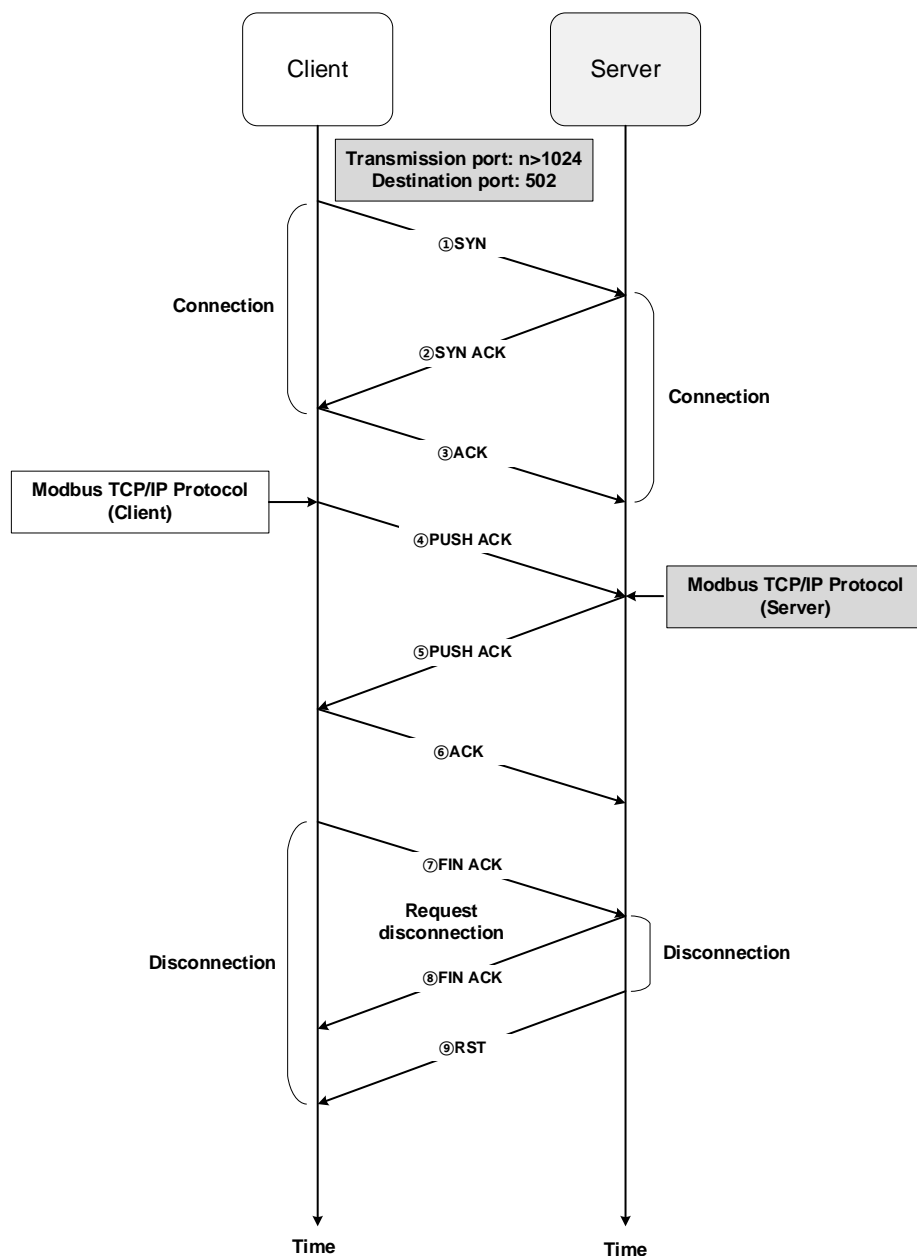 Client
Server
Transmission port: n>1024
Destination port: 502
①SYN
Connection
②SYN ACK
Connection
③ACK
Modbus TCP/IP Protocol
(Client)
④PUSH ACK
Modbus TCP/IP Protocol
(Server)
⑤PUSH ACK
⑥ACK
⑦FIN ACK
Request
disconnection
Disconnection
Disconnection
⑧FIN ACK
⑨RST
Time
Time